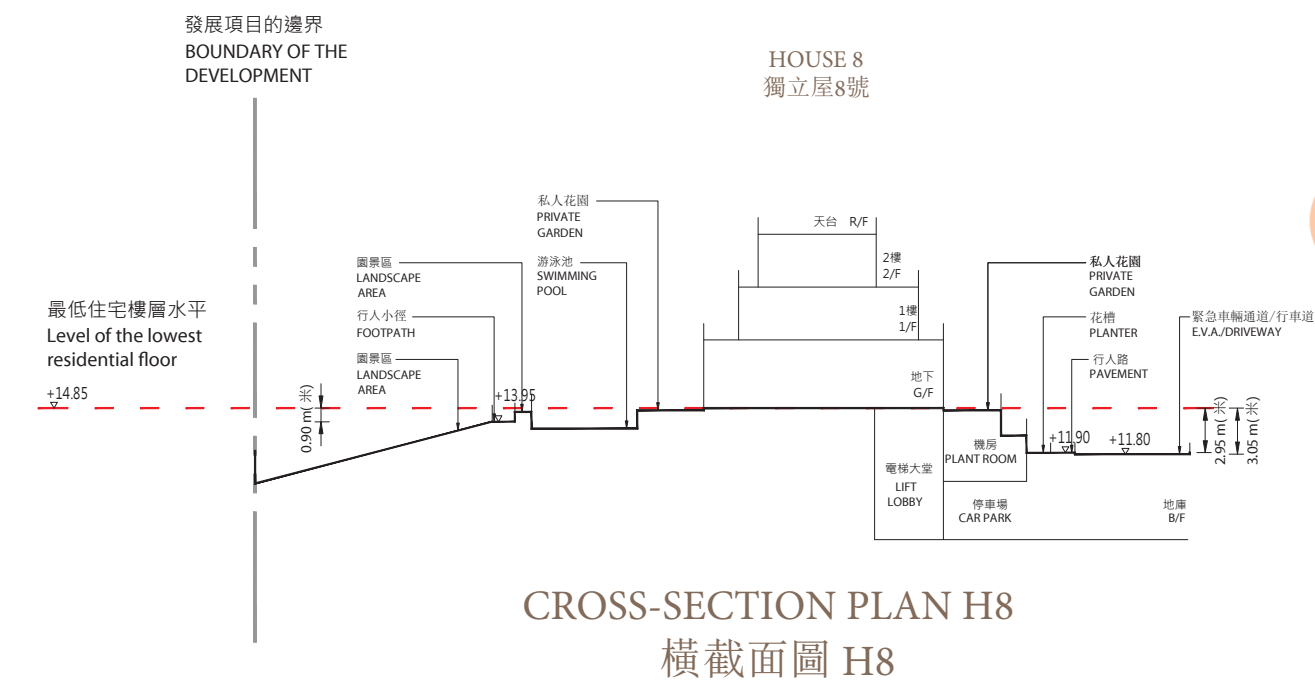 發展項目的邊界
BOUNDARY OF THE
DEVELOPMENT
HOUSE 8
獨立屋8號
私人花園
PRIVATE
GARDEN
天台 R/F
園景區
LANDSCAPE
AREA
游泳池
SWIMMING
POOL
2樓
2/F
私人花園
PRIVATE
GARDEN
最低住宅樓層水平
Level of the lowest
residential floor
行人小徑
FOOTPATH
1樓
1/F
花槽
PLANTER
緊急車輛通道/行車道
E.V.A./DRIVEWAY
園景區
LANDSCAPE
AREA
行人路
PAVEMENT
地下
G/F
+14.85
+13.95
0.90 m(米)
2.95 m(米)
3.05 m(米)
+11.90
+11.80
機房
PLANT ROOM
電梯大堂
LIFT
LOBBY
停車場
CAR PARK
地庫
B/F
CROSS-SECTION PLAN H8
橫截面圖 H8